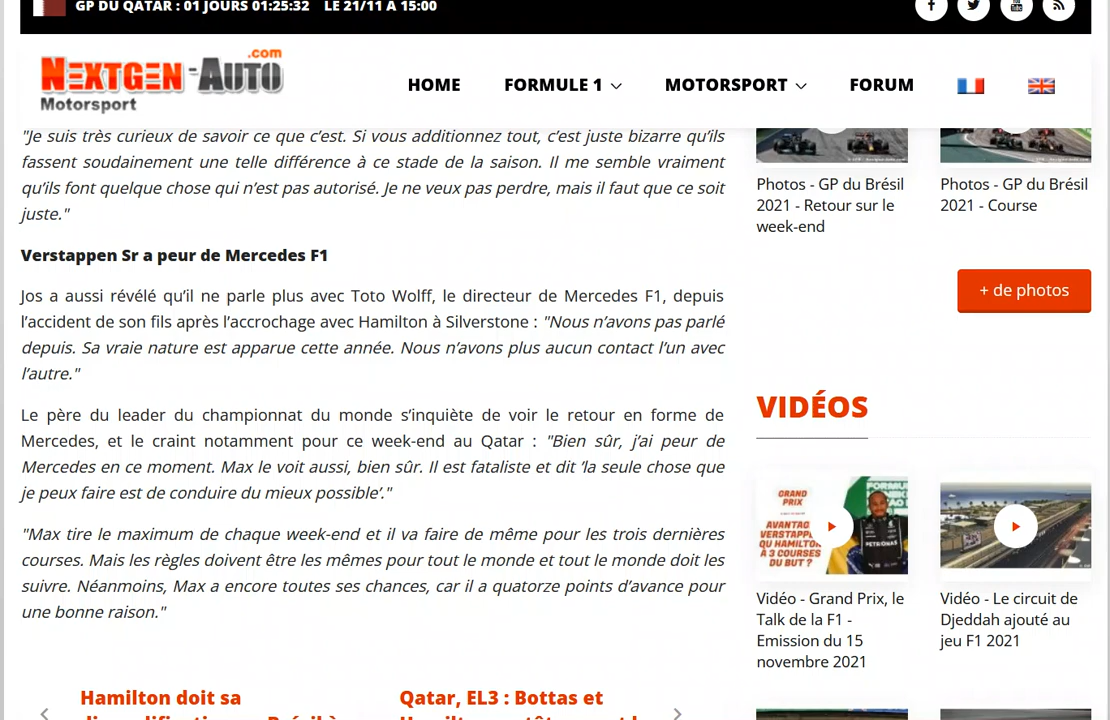 GP DU QATAR : 01 JOURS 01:25:32 LE 21/11 A 15:00
NEXTGEN-AUTO
.com
Motorsport
HOME
FORMULE 1
MOTORSPORT
FORUM
"Je suis très curieux de savoir ce que c’est. Si vous additionnez tout, c’est juste bizarre qu’ils
fassent soudainement une telle différence à ce stade de la saison. Il me semble vraiment
qu’ils font quelque chose qui n’est pas autorisé. Je ne veux pas perdre, mais il faut que ce soit
juste."
Verstappen Sr a peur de Mercedes F1
Jos a aussi révélé qu’il ne parle plus avec Toto Wolff, le directeur de Mercedes F1, depuis
l’accident de son fils après l’accrochage avec Hamilton à Silverstone : "Nous n’avons pas parlé
depuis. Sa vraie nature est apparue cette année. Nous n’avons plus aucun contact l’un avec
l’autre."
Le père du leader du championnat du monde s’inquiète de voir le retour en forme de
Mercedes, et le craint notamment pour ce week-end au Qatar : "Bien sûr, j’ai peur de
Mercedes en ce moment. Max le voit aussi, bien sûr. Il est fataliste et dit ’la seule chose que
je peux faire est de conduire du mieux possible’."
"Max tire le maximum de chaque week-end et il va faire de même pour les trois dernières
courses. Mais les règles doivent être les mêmes pour tout le monde et tout le monde doit les
suivre. Néanmoins, Max a encore toutes ses chances, car il a quatorze points d’avance pour
une bonne raison."
Hamilton doit sa
Qatar, EL3 : Bottas et
Photos - GP du Brésil
2021 - Retour sur le
week-end
Photos - GP du Brésil
2021 - Course
+ de photos
VIDÉOS
GRAND
PRIX
AVANTAG
VERSTAPP
QU HAMILTON
À 3 COURSES
DU BUT ?
PETRONAS
Vidéo - Grand Prix, le
Talk de la F1 -
Emission du 15
novembre 2021
Vidéo - Le circuit de
Djeddah ajouté au
jeu F1 2021